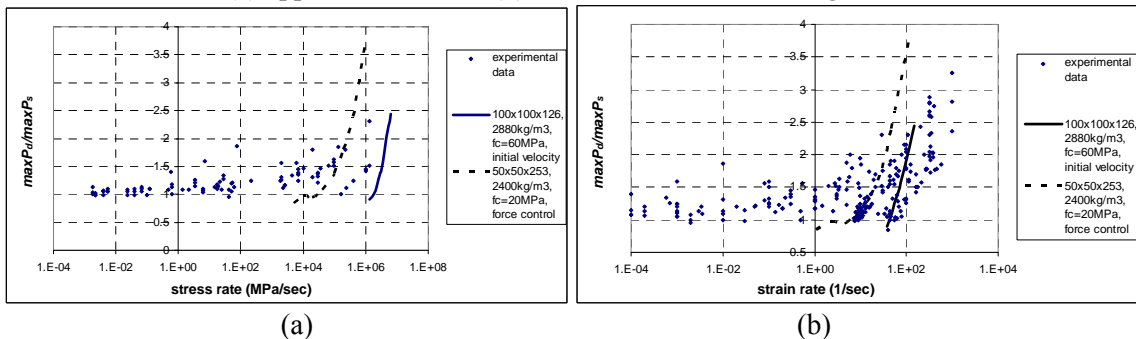 maxPd/maxPs
4
3.5
3
2.5
2
1.5
1
0.5
0
1.E-04 1.E-02 1.E+00 1.E+02 1.E+04 1.E+06 1.E+08
stress rate (MPa/sec)
experimental
data
100x100x126,
2880kg/m3,
fc=60MPa,
initial velocity
50x50x253,
2400kg/m3,
fc=20MPa,
force control
(a)
maxPd/maxPs
4
3.5
3
2.5
2
1.5
1
0.5
1.E-04 1.E-02 1.E+00 1.E+02 1.E+04
strain rate (1/sec)
experimental
data
100x100x126,
2880kg/m3,
fc=60MPa,
initial velocity
50x50x253,
2400kg/m3,
fc=20MPa,
force control
(b)